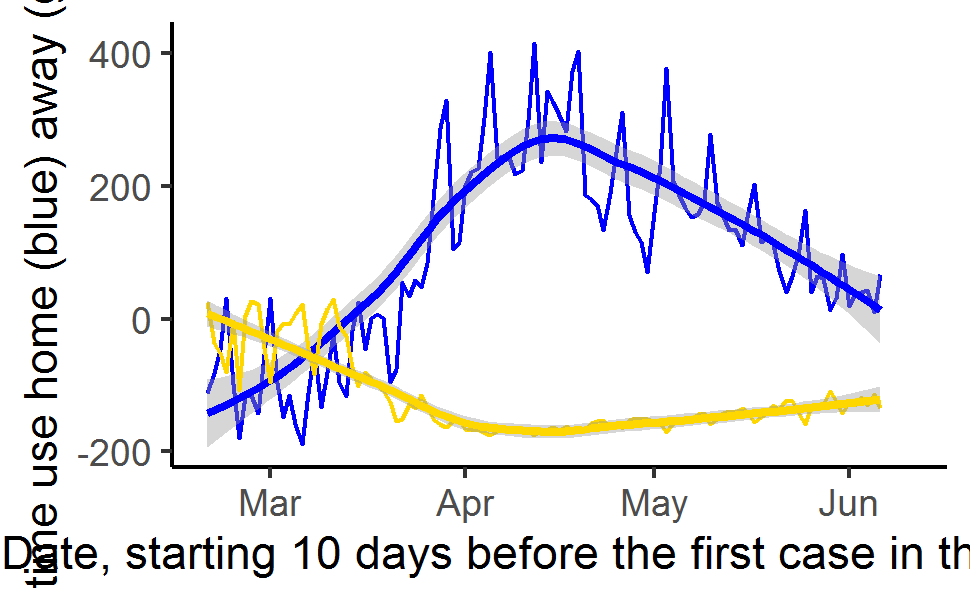 time use home (blue) away (
400
200
0
-200
Mar Apr May Jun
Date, starting 10 days before the first case in th